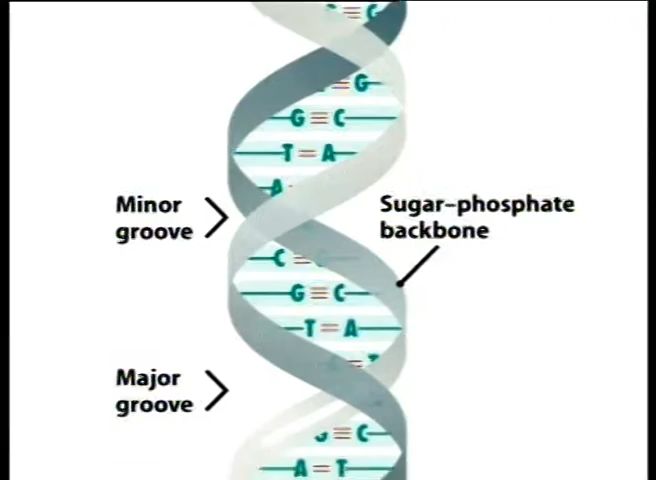 G≡C
T=A
Minor
groove
Sugar–phosphate
backbone
G≡C
T=A
Major
groove
A=T